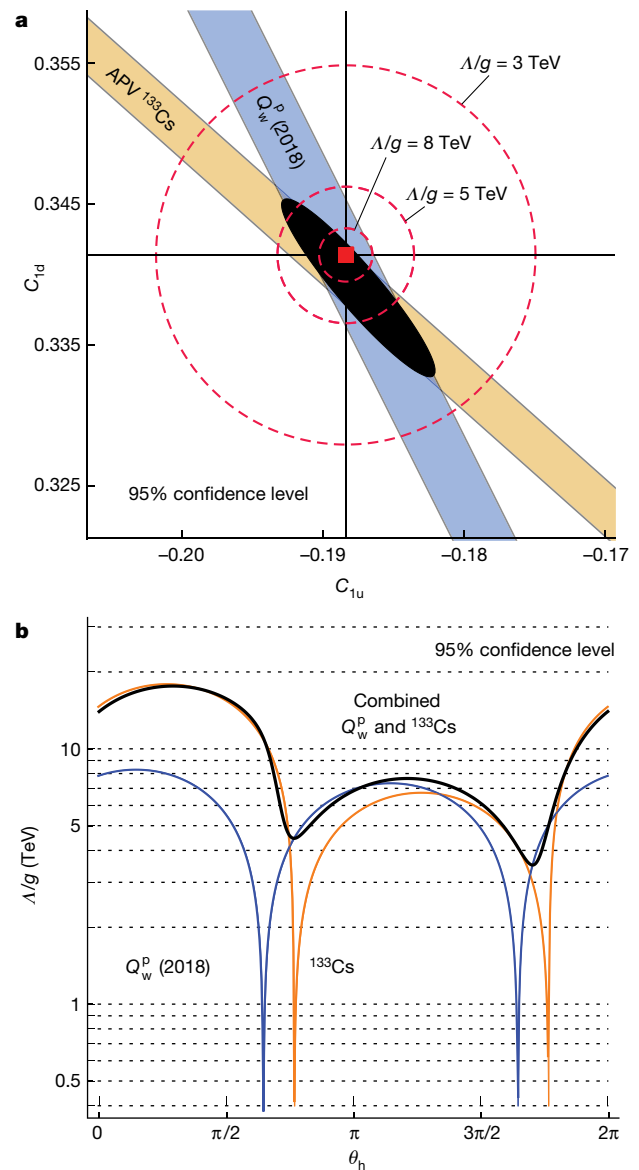 a
0.355
0.345
0.335
0.325
C1d
APV 133Cs
Qwp (2018)
Λ/g = 3 TeV
Λ/g = 8 TeV
Λ/g = 5 TeV
95% confidence level
–0.20 –0.19 –0.18 –0.17
C1u
b
95% confidence level
Combined
Qwp and 133Cs
10
5
1
0.5
Λ/g (TeV)
Qwp (2018)
133Cs
0 π/2 π 3π/2 2π
θh